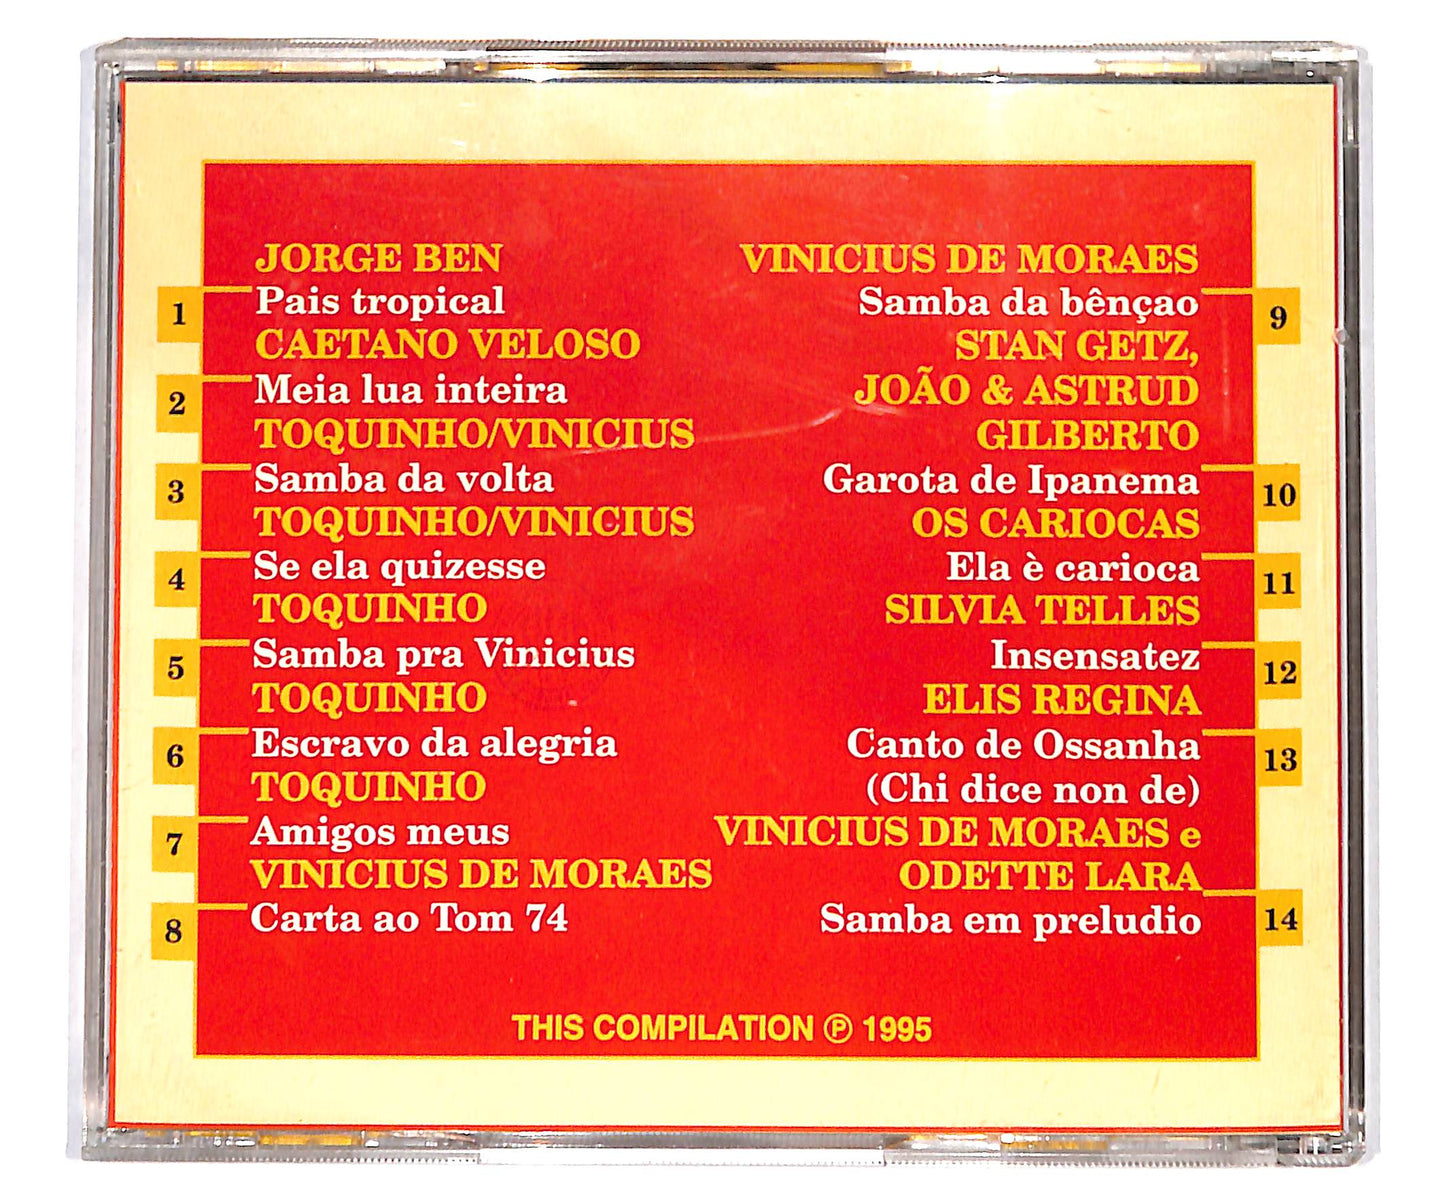 JORGE BEN
1 Pais tropical
CAETANO VELOSO
2 Meia lua inteira
TOQUINHO/VINICIUS
3 Samba da volta
TOQUINHO/VINICIUS
4 Se ela quizesse
TOQUINHO
5 Samba pra Vinicius
TOQUINHO
6 Escravo da alegria
TOQUINHO
7 Amigos meus
VINICIUS DE MORAES
8 Carta ao Tom 74
VINICIUS DE MORAES
Samba da bênçao 9
STAN GETZ,
JOÃO & ASTRUD
GILBERTO
Garota de Ipanema 10
OS CARIOCAS
Ela è carioca 11
SILVIA TELLES
Insensatez 12
ELIS REGINA
Canto de Ossanha 13
(Chi dice non de)
VINICIUS DE MORAES e
ODETTE LARA
Samba em preludio 14
THIS COMPILATION ℗ 1995